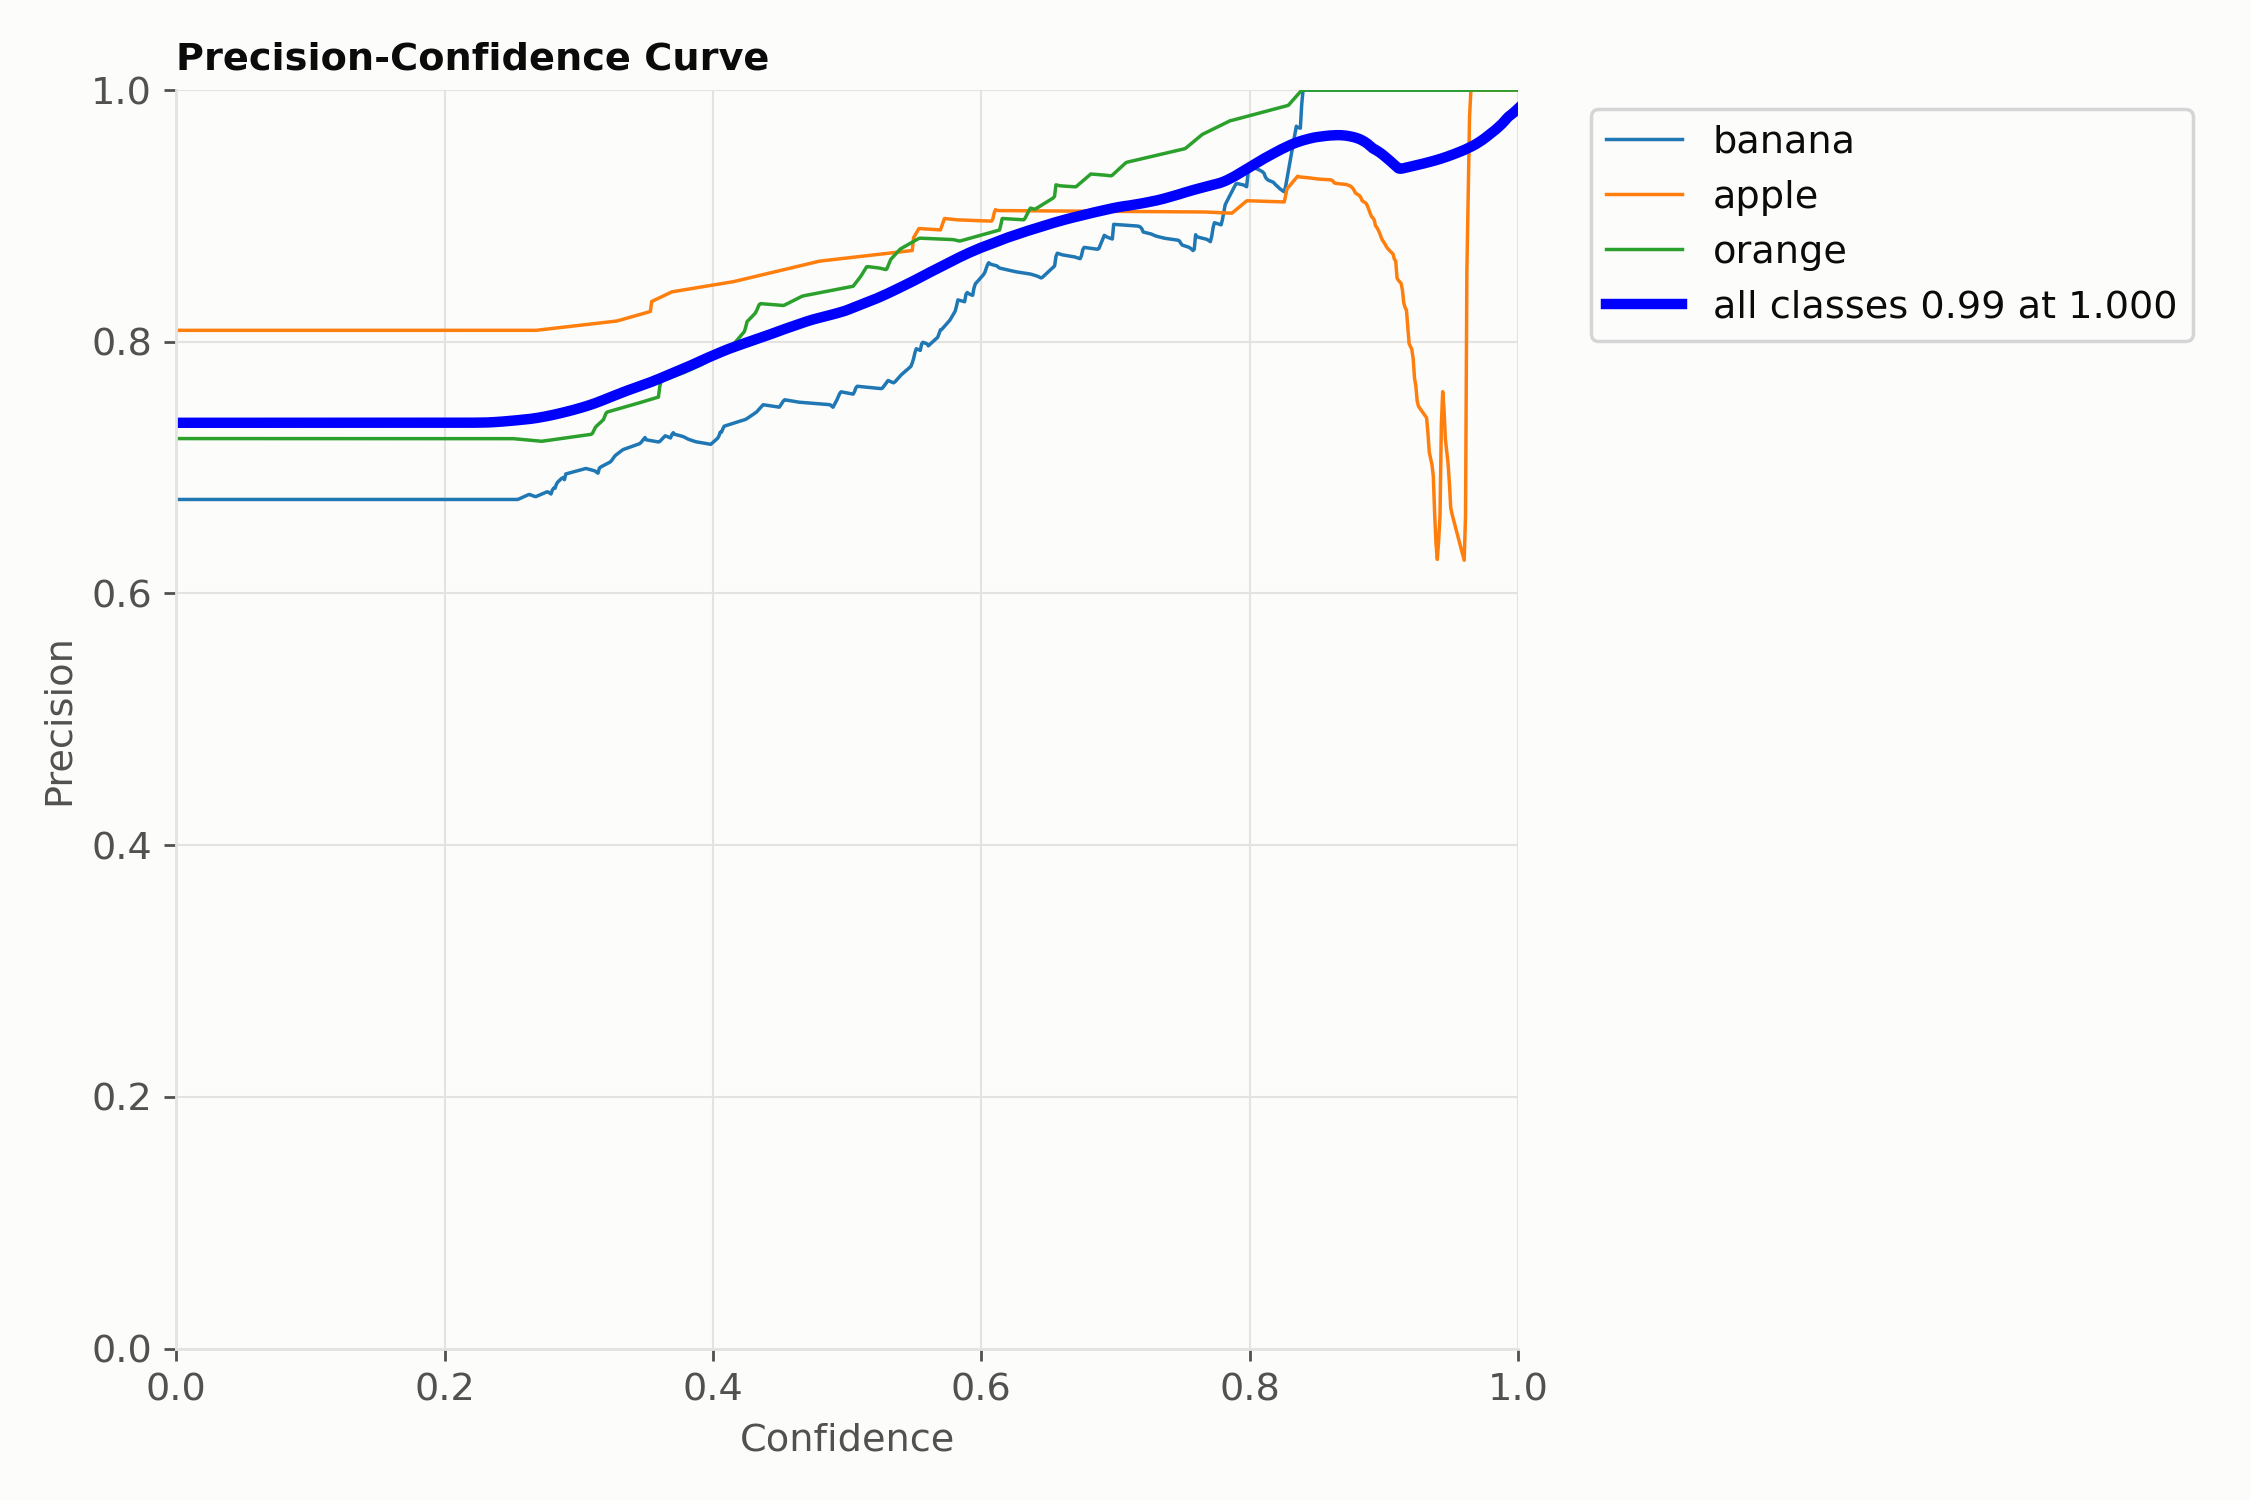 Precision-Confidence Curve
1.0
0.8
0.6
0.4
0.2
0.0
Precision
0.0 0.2 0.4 0.6 0.8 1.0
Confidence
banana
apple
orange
all classes 0.99 at 1.000